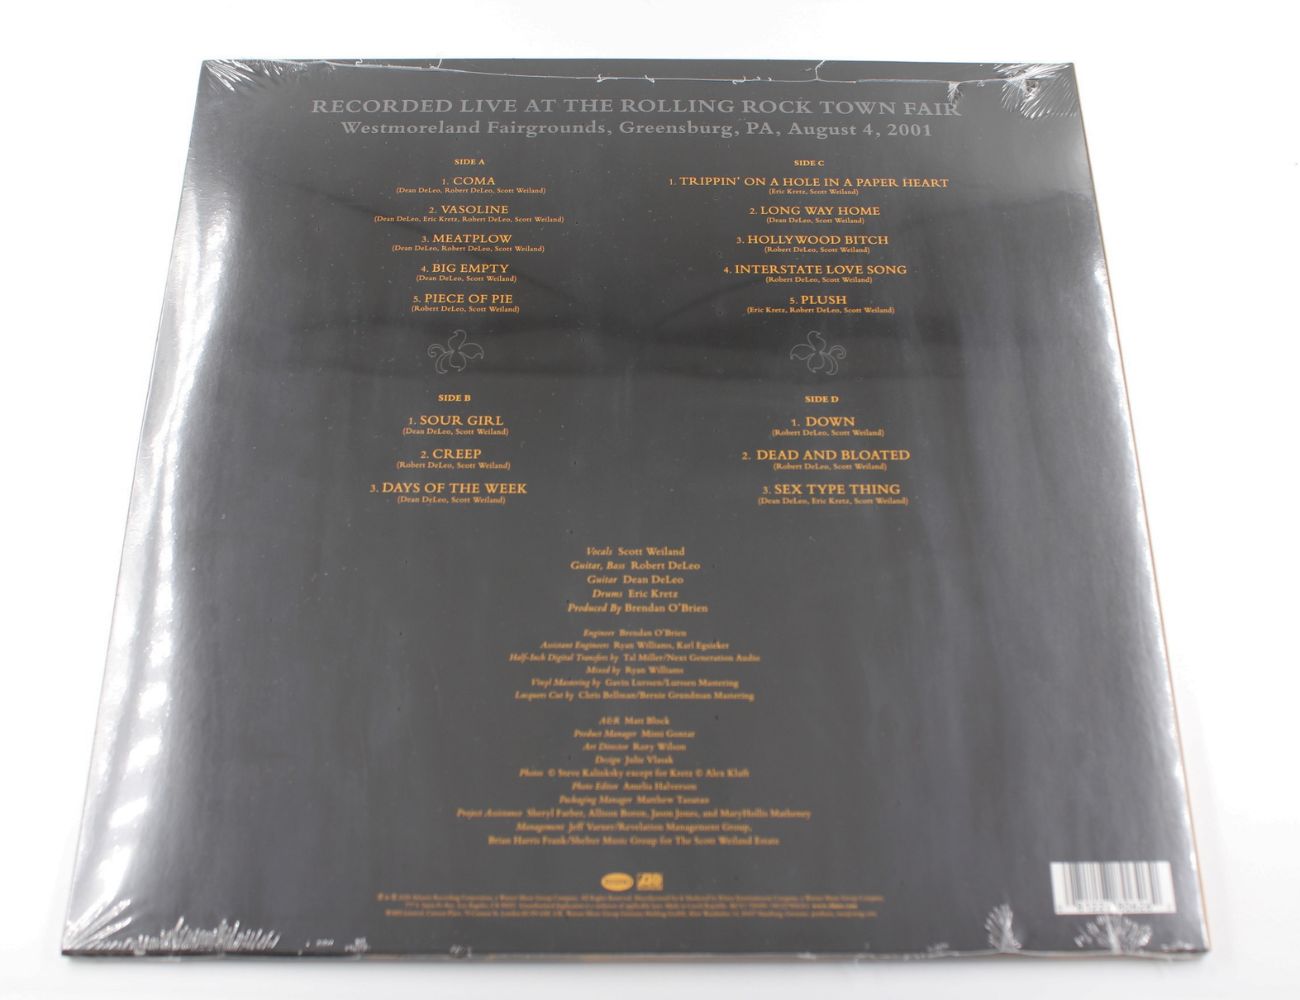 RECORDED LIVE AT THE ROLLING ROCK TOWN FAIR
Westmoreland Fairgrounds, Greensburg, PA, August 4, 2001
SIDE A
1. COMA
(Dean DeLeo, Robert DeLeo, Scott Weiland)
2. VASOLINE
(Dean DeLeo, Eric Kretz, Robert DeLeo, Scott Weiland)
3. MEATPLOW
(Dean DeLeo, Robert DeLeo, Scott Weiland)
4. BIG EMPTY
(Dean DeLeo, Scott Weiland)
5. PIECE OF PIE
(Robert DeLeo, Scott Weiland)
SIDE B
1. SOUR GIRL
(Dean DeLeo, Scott Weiland)
2. CREEP
(Robert DeLeo, Scott Weiland)
3. DAYS OF THE WEEK
(Dean DeLeo, Scott Weiland)
SIDE C
1. TRIPPIN' ON A HOLE IN A PAPER HEART
(Eric Kretz, Scott Weiland)
2. LONG WAY HOME
(Dean DeLeo, Scott Weiland)
3. HOLLYWOOD BITCH
(Robert DeLeo, Scott Weiland)
4. INTERSTATE LOVE SONG
(Robert DeLeo, Scott Weiland)
5. PLUSH
(Eric Kretz, Robert DeLeo, Scott Weiland)
SIDE D
1. DOWN
(Robert DeLeo, Scott Weiland)
2. DEAD AND BLOATED
(Robert DeLeo, Scott Weiland)
3. SEX TYPE THING
(Dean DeLeo, Eric Kretz, Scott Weiland)
Vocals Scott Weiland
Guitar, Bass Robert DeLeo
Guitar Dean DeLeo
Drums Eric Kretz
Produced By Brendan O'Brien
Engineer Brendan O'Brien
Assistant Engineers Ryan Williams, Karl Egsieker
Half-Inch Digital Transfers by Tal Miller/Next Generation Audio
Mixed by Ryan Williams
Vinyl Mastering by Gavin Lurssen/Lurssen Mastering
Lacquers Cut by Chris Bellman/Bernie Grundman Mastering
A&R Matt Block
Product Manager Mimi Gontar
Art Director Rory Wilson
Design Julie Vlasak
Photos © Steve Kalinksky except for Kretz © Alex Kluft
Photo Editor Amelia Halverson
Packaging Manager Matthew
Project Assistance Sheryl Farber, Allison Boron, Jason Jones, and MaryHollis Matheney
Management Jeff Varner/Revelation Management Group,
Brian Harris Frank/Shelter Music Group for The Scott Weiland Estate